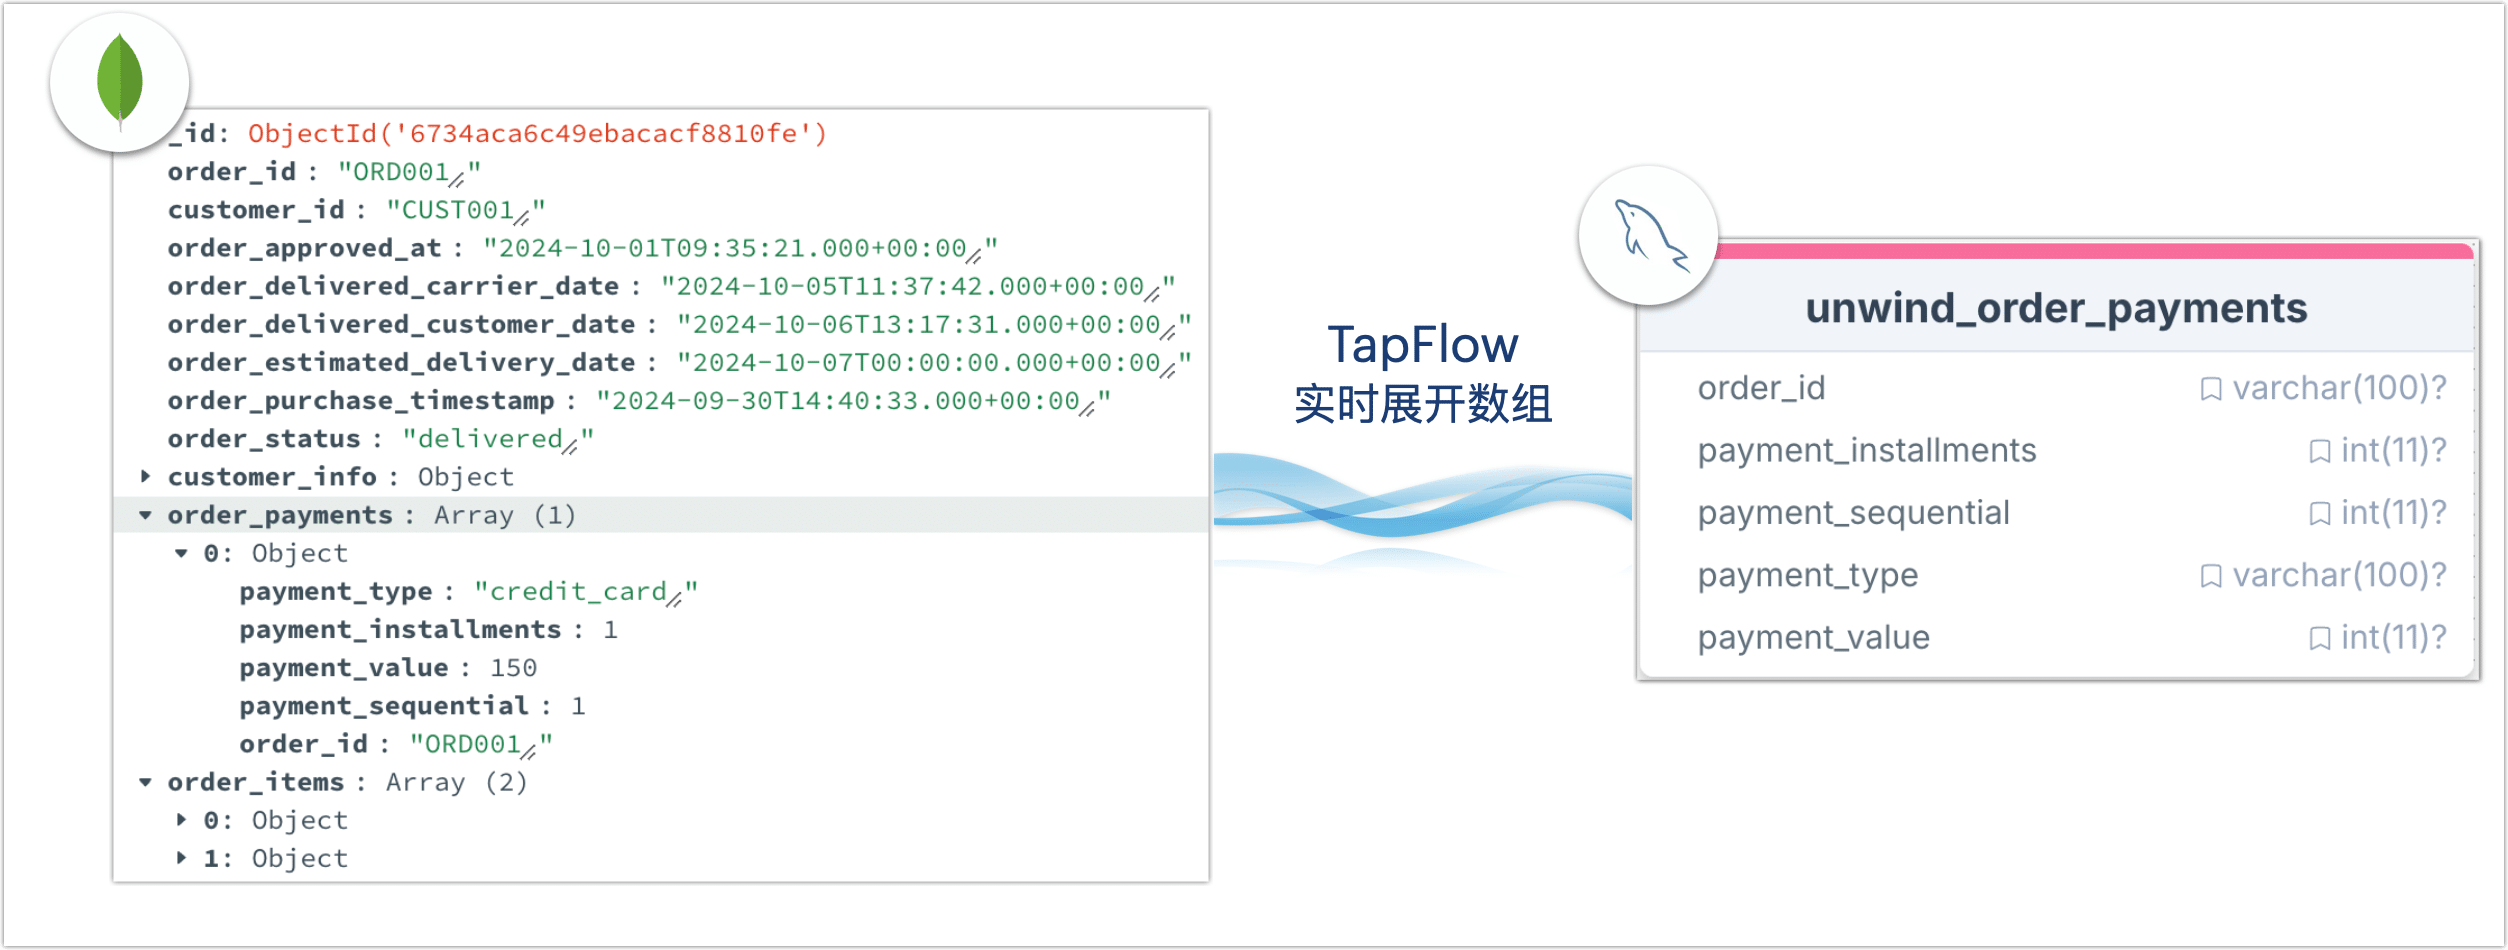 _id: ObjectId('6734aca6c49ebacacf8810fe')
order_id : "ORD001"
customer_id : "CUST001"
order_approved_at : "2024-10-01T09:35:21.000+00:00"
order_delivered_carrier_date : "2024-10-05T11:37:42.000+00:00"
order_delivered_customer_date : "2024-10-06T13:17:31.000+00:00"
order_estimated_delivery_date : "2024-10-07T00:00:00.000+00:00"
order_purchase_timestamp : "2024-09-30T14:40:33.000+00:00"
order_status : "delivered"
customer_info : Object
order_payments : Array (1)
0: Object
payment_type : "credit_card"
payment_installments : 1
payment_value : 150
payment_sequential : 1
order_id : "ORD001"
order_items : Array (2)
0: Object
1: Object
TapFlow
实时展开数组
unwind_order_payments
order_id varchar(100)?
payment_installments int(11)?
payment_sequential int(11)?
payment_type varchar(100)?
payment_value int(11)?